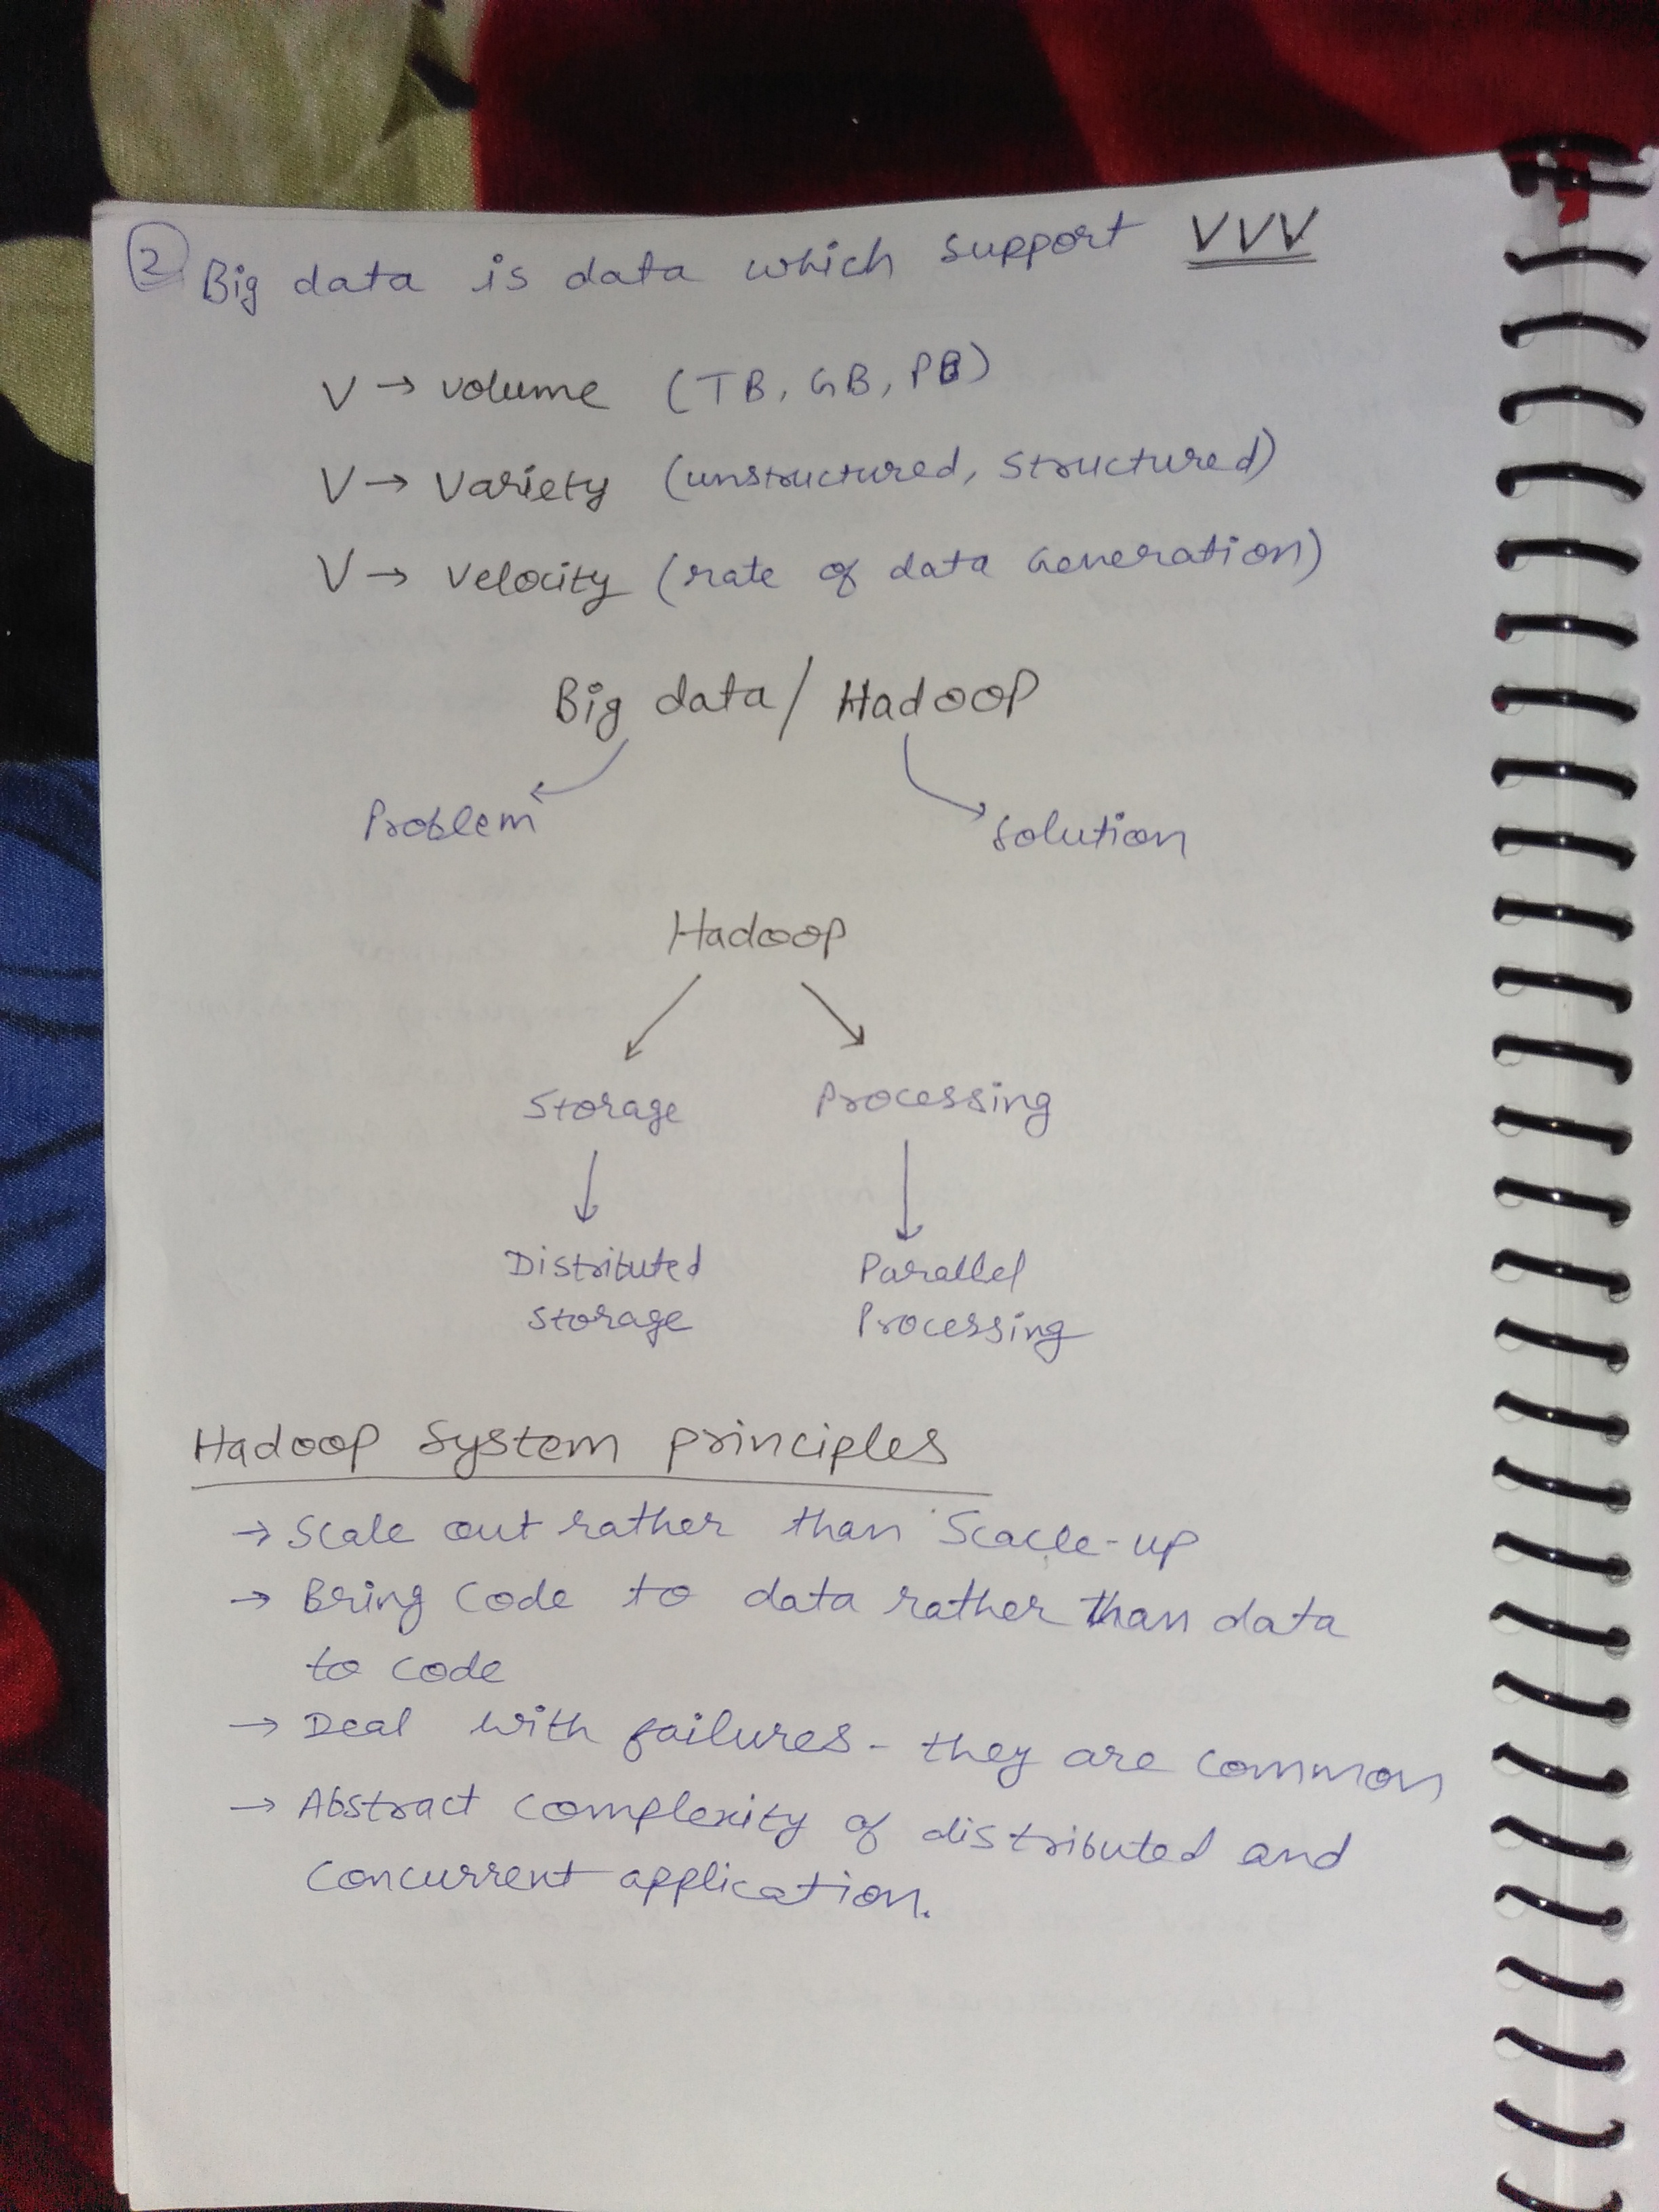 2 Big data is data which support VVV
V → volume (TB, GB, PB)
V → Variety (unstructured, structured)
V → Velocity (rate of data Generation)
Big data / Hadoop
Problem Solution
Hadoop
Storage Processing
Distributed Parallel
Storage Processing
Hadoop System principles
→ Scale out rather than Scacle-up
→ Bring Code to data rather than data
to code
→ Deal with failures - they are common
→ Abstract complexity of distributed and
concurrent application.